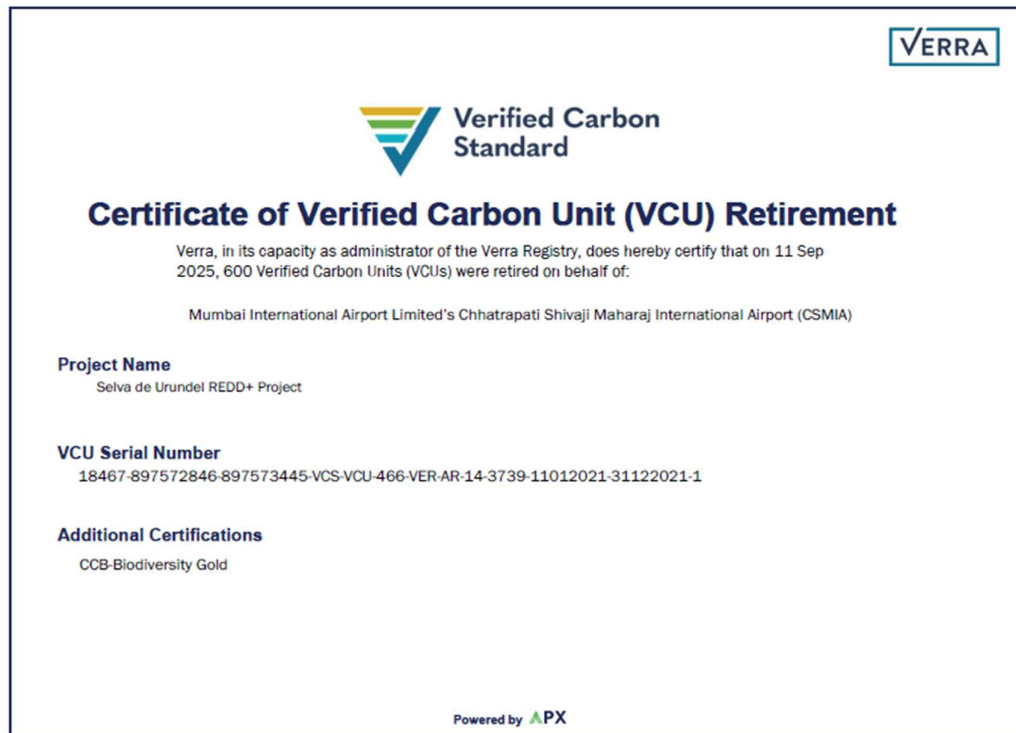 VERRA
Verified Carbon
Standard
Certificate of Verified Carbon Unit (VCU) Retirement
Verra, in its capacity as administrator of the Verra Registry, does hereby certify that on 11 Sep
2025, 600 Verified Carbon Units (VCUs) were retired on behalf of:
Mumbai International Airport Limited's Chhatrapati Shivaji Maharaj International Airport (CSMIA)
Project Name
Selva de Urundel REDD+ Project
VCU Serial Number
18467-897572846-897573445-VCS-VCU-466-VER-AR-14-3739-11012021-31122021-1
Additional Certifications
CCB-Biodiversity Gold
Powered by APX